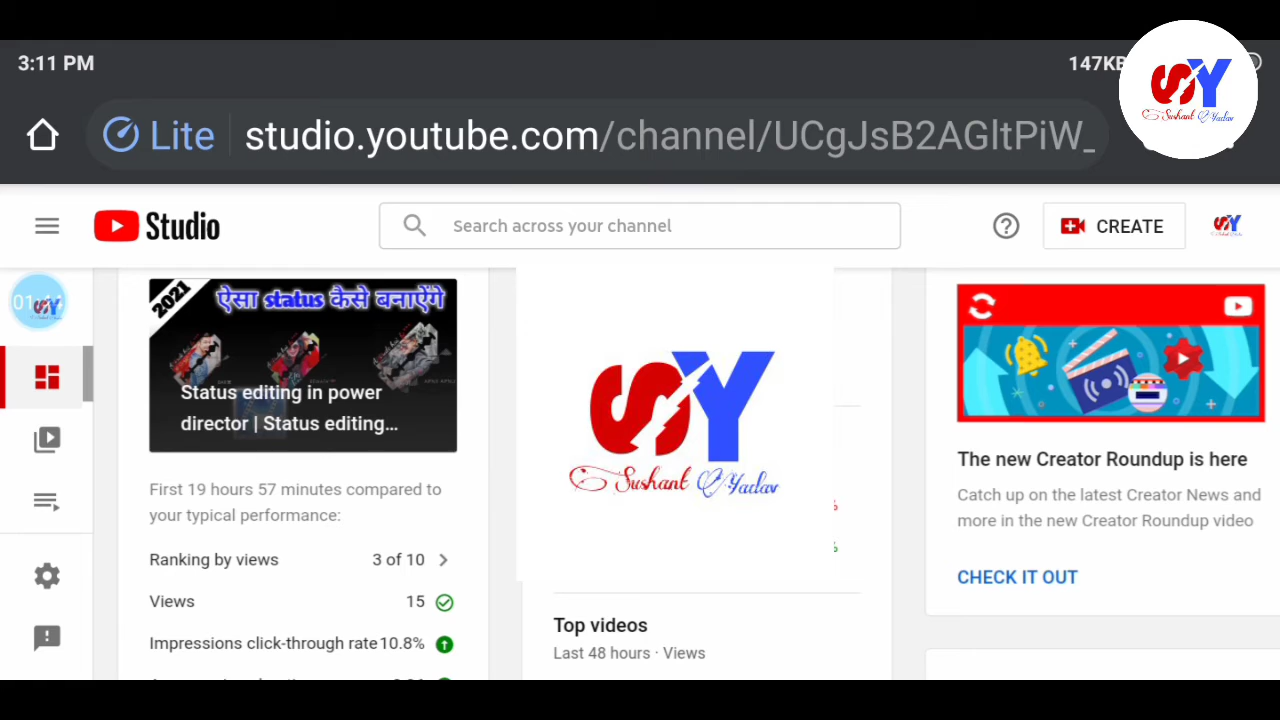 3:11 PM
147KB
SY
Sushant Yadav
Lite
studio.youtube.com/channel/UCgJsB2AGltPiW_
Studio
Search across your channel
CREATE
2021
ऐसा status कैसे बनाऐंगे
Status editing in power
director | Status editing...
First 19 hours 57 minutes compared to
your typical performance:
Ranking by views
3 of 10
Views
15
Impressions click-through rate 10.8%
SY
Sushant Yadav
Top videos
Last 48 hours · Views
The new Creator Roundup is here
Catch up on the latest Creator News and
more in the new Creator Roundup video
CHECK IT OUT